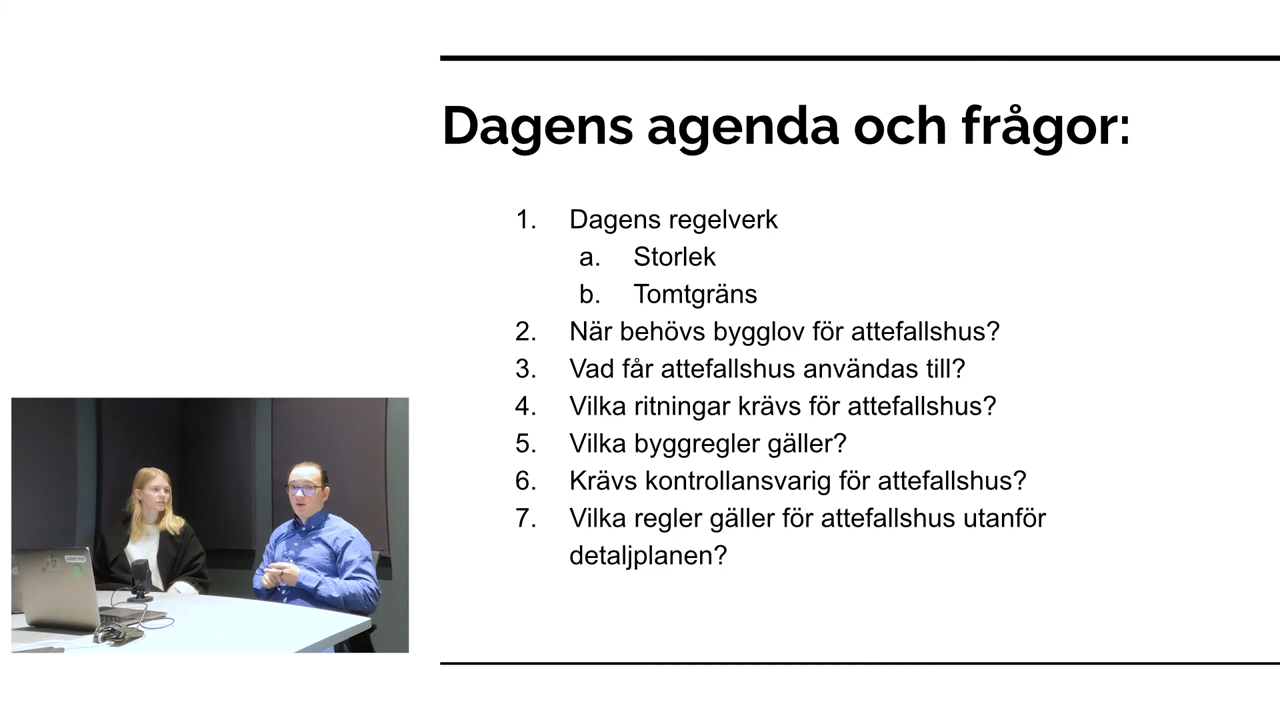 Dagens agenda och frågor:
1. Dagens regelverk
a. Storlek
b. Tomtgräns
2. När behövs bygglov för attefallshus?
3. Vad får attefallshus användas till?
4. Vilka ritningar krävs för attefallshus?
5. Vilka byggregler gäller?
6. Krävs kontrollansvarig för attefallshus?
7. Vilka regler gäller för attefallshus utanför
detaljplanen?